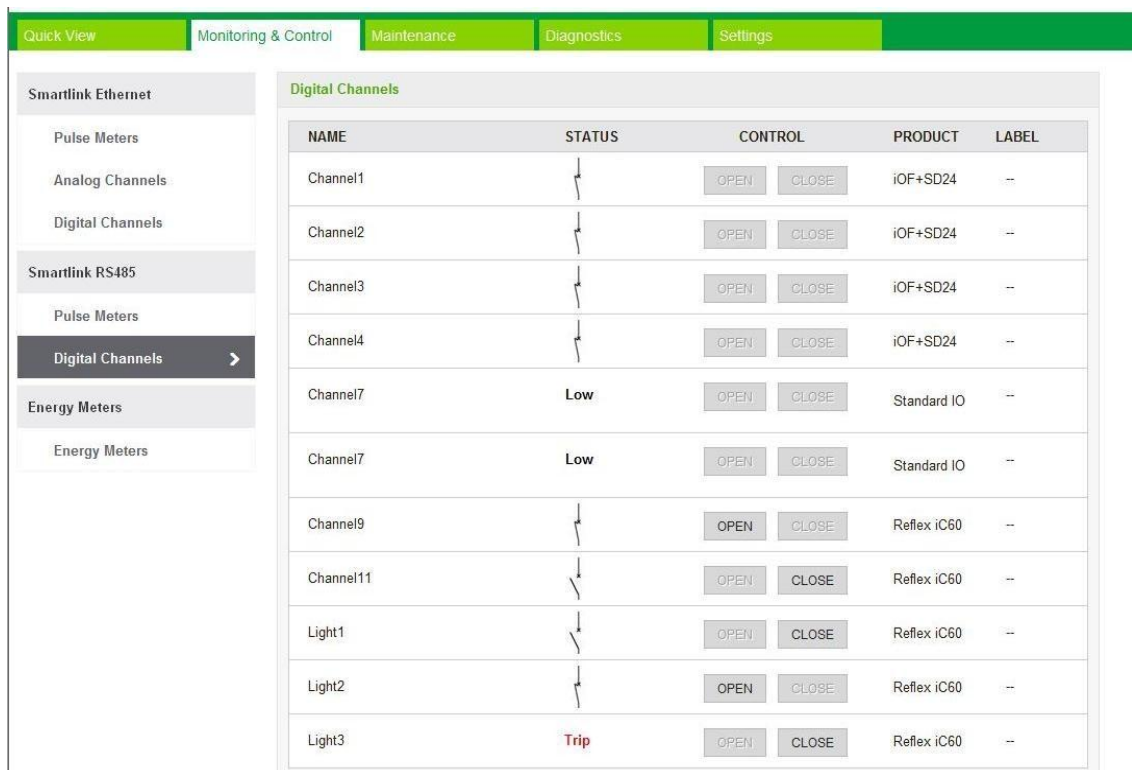 Quick View Monitoring & Control Maintenance Diagnostics Settings
Smartlink Ethernet
Pulse Meters
Analog Channels
Digital Channels
Smartlink RS485
Pulse Meters
Digital Channels
Energy Meters
Energy Meters
Digital Channels
NAME STATUS CONTROL PRODUCT LABEL
Channel1 OPEN CLOSE iOF+SD24 --
Channel2 OPEN CLOSE iOF+SD24 --
Channel3 OPEN CLOSE iOF+SD24 --
Channel4 OPEN CLOSE iOF+SD24 --
Channel7 Low OPEN CLOSE Standard IO --
Channel7 Low OPEN CLOSE Standard IO --
Channel9 OPEN CLOSE Reflex iC60 --
Channel11 OPEN CLOSE Reflex iC60 --
Light1 OPEN CLOSE Reflex iC60 --
Light2 OPEN CLOSE Reflex iC60 --
Light3 Trip OPEN CLOSE Reflex iC60 --